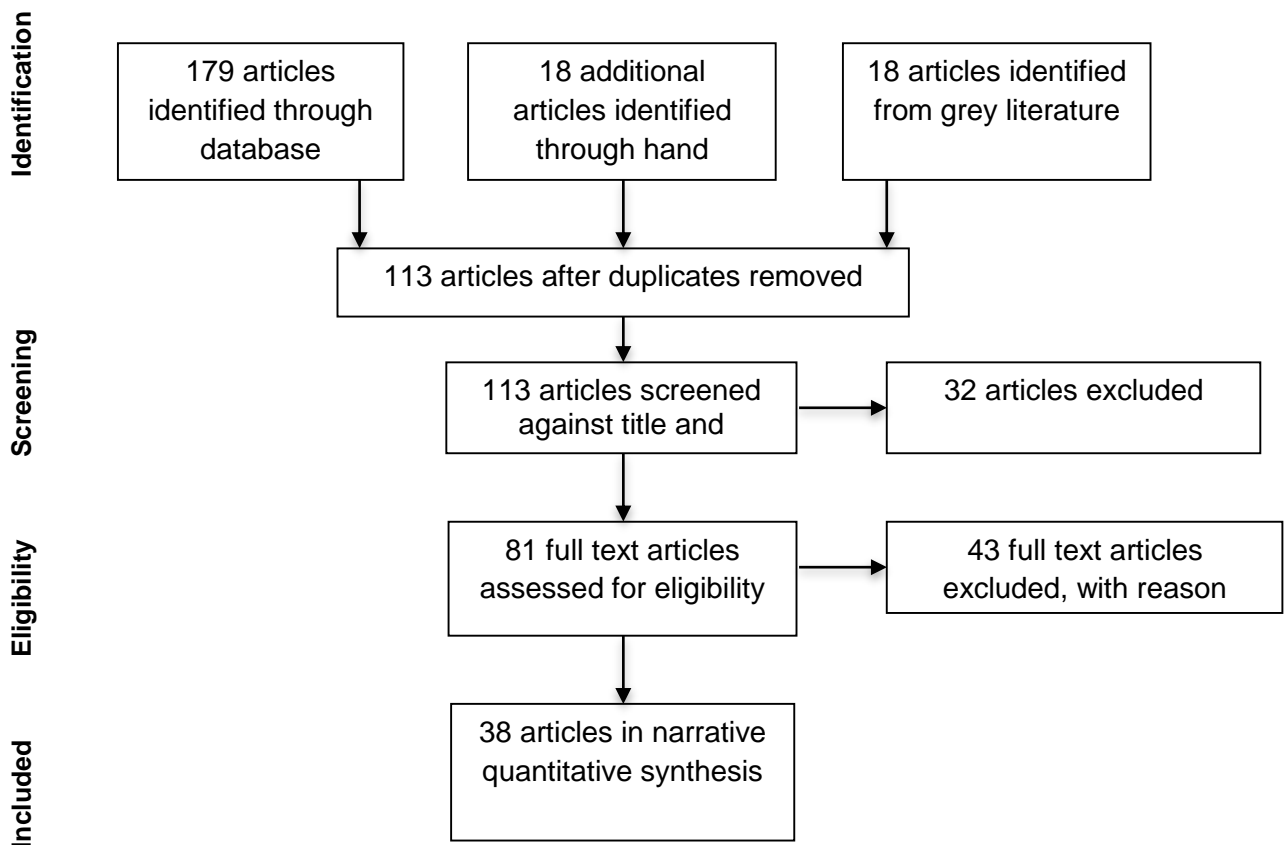 Identification
179 articles
identified through
database
18 additional
articles identified
through hand
18 articles identified
from grey literature
113 articles after duplicates removed
Screening
113 articles screened
against title and
32 articles excluded
Eligibility
81 full text articles
assessed for eligibility
43 full text articles
excluded, with reason
Included
38 articles in narrative
quantitative synthesis